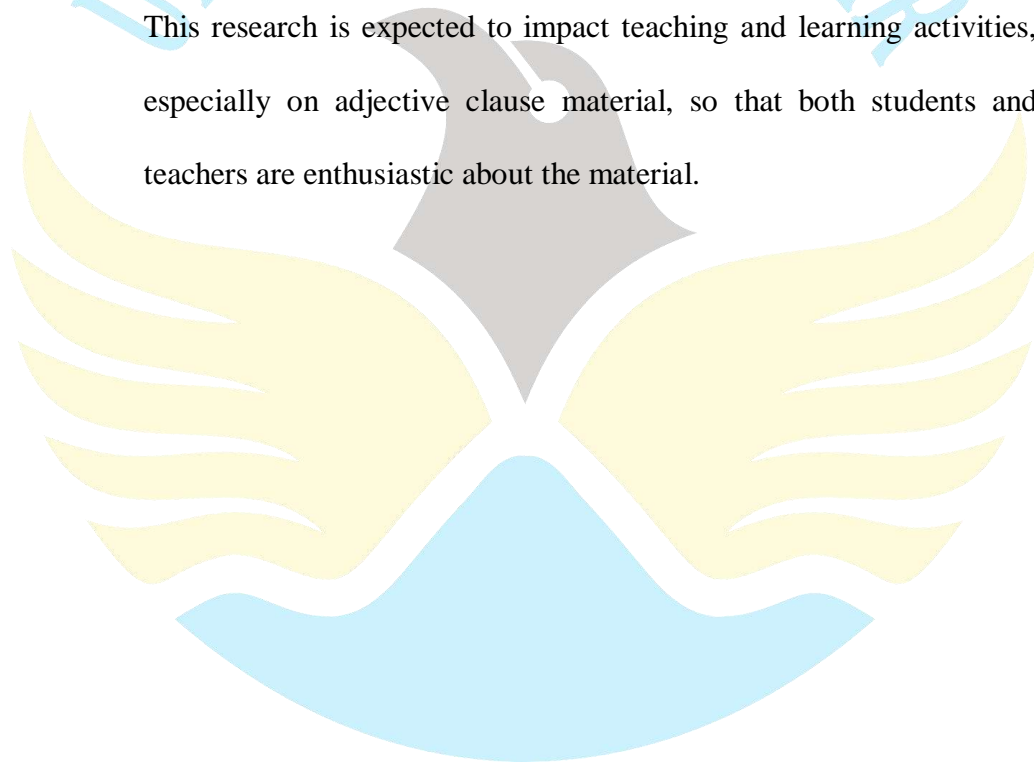 This research is expected to impact teaching and learning activities,
especially on adjective clause material, so that both students and
teachers are enthusiastic about the material.